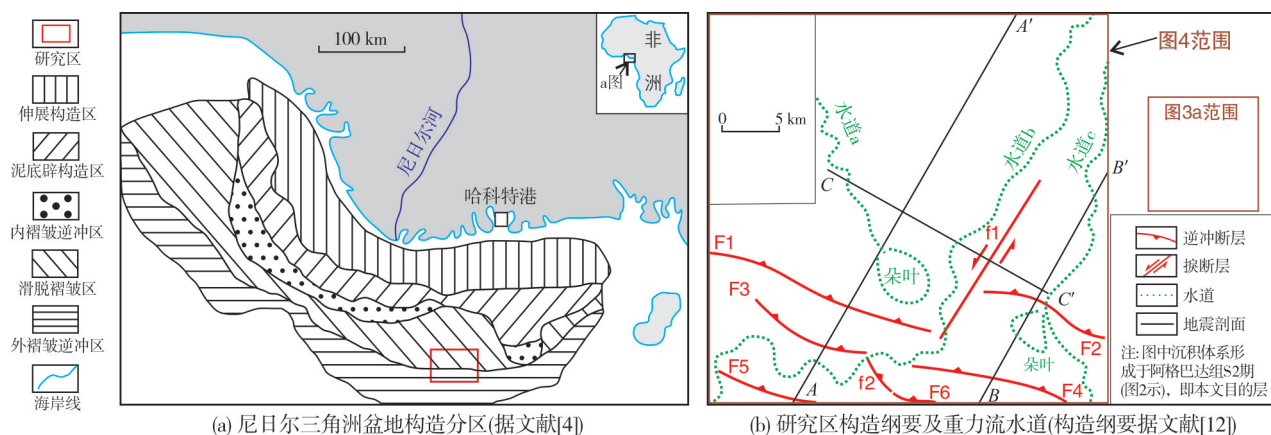 研究区
伸展构造区
泥底辟构造区
内褶皱逆冲区
滑脱褶皱区
外褶皱逆冲区
海岸线
100 km
非
洲
a图
尼日尔河
哈科特港
(a) 尼日尔三角洲盆地构造分区(据文献[4])
A′
图4范围
0 5 km
图3a范围
水道a
水道b
水道c
B′
C
f1
F1
朵叶
F3
C′
F2
朵叶
F5
f2
A
F6
B
F4
逆冲断层
捩断层
水道
地震剖面
注: 图中沉积体系形
成于阿格巴达组S2期
(图2示)，即本文目的层
(b) 研究区构造纲要及重力流水道(构造纲要据文献[12])